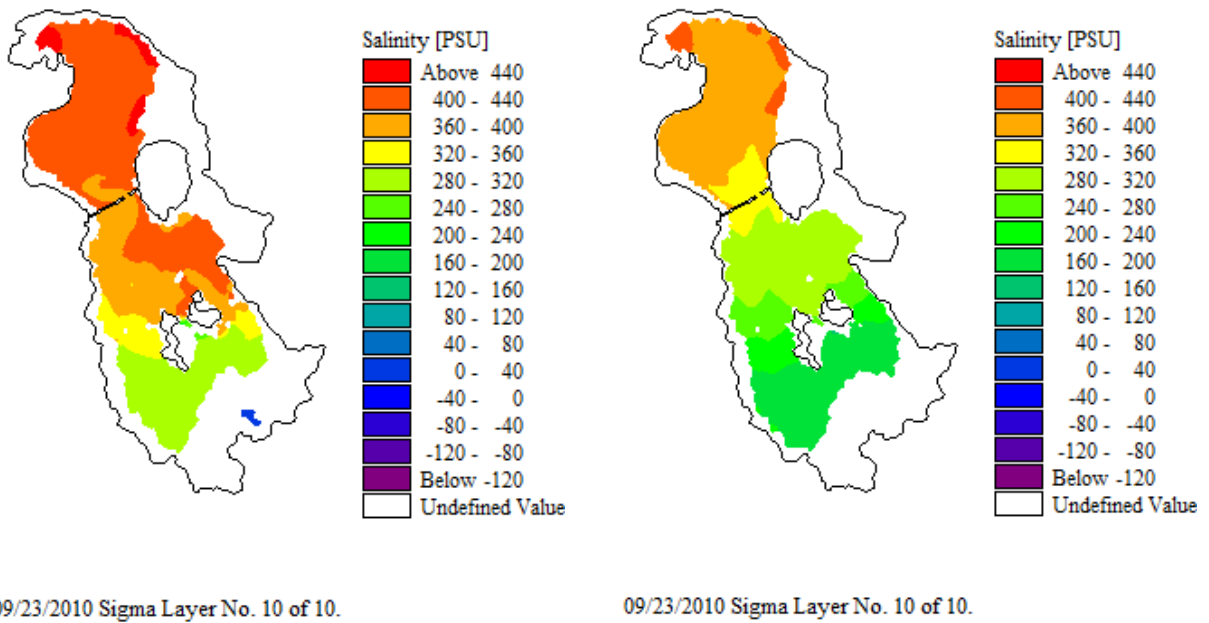 Salinity [PSU]
Above 440
400 - 440
360 - 400
320 - 360
280 - 320
240 - 280
200 - 240
160 - 200
120 - 160
80 - 120
40 - 80
0 - 40
-40 - 0
-80 - -40
-120 - -80
Below -120
Undefined Value
09/23/2010 Sigma Layer No. 10 of 10.
Salinity [PSU]
Above 440
400 - 440
360 - 400
320 - 360
280 - 320
240 - 280
200 - 240
160 - 200
120 - 160
80 - 120
40 - 80
0 - 40
-40 - 0
-80 - -40
-120 - -80
Below -120
Undefined Value
09/23/2010 Sigma Layer No. 10 of 10.